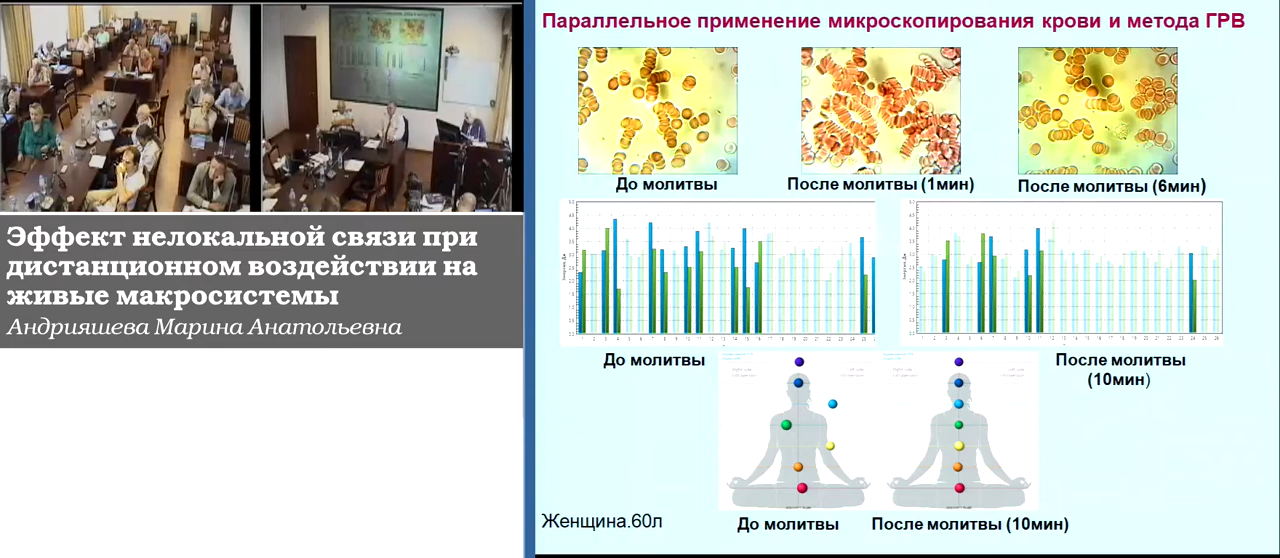 Эффект нелокальной связи при
дистанционном воздействии на
живые макросистемы
Андрияшева Марина Анатольевна
Параллельное применение микроскопирования крови и метода ГРВ
До молитвы
После молитвы (1мин)
После молитвы (6мин)
До молитвы
После молитвы
(10мин)
Женщина.60л
До молитвы
После молитвы (10мин)